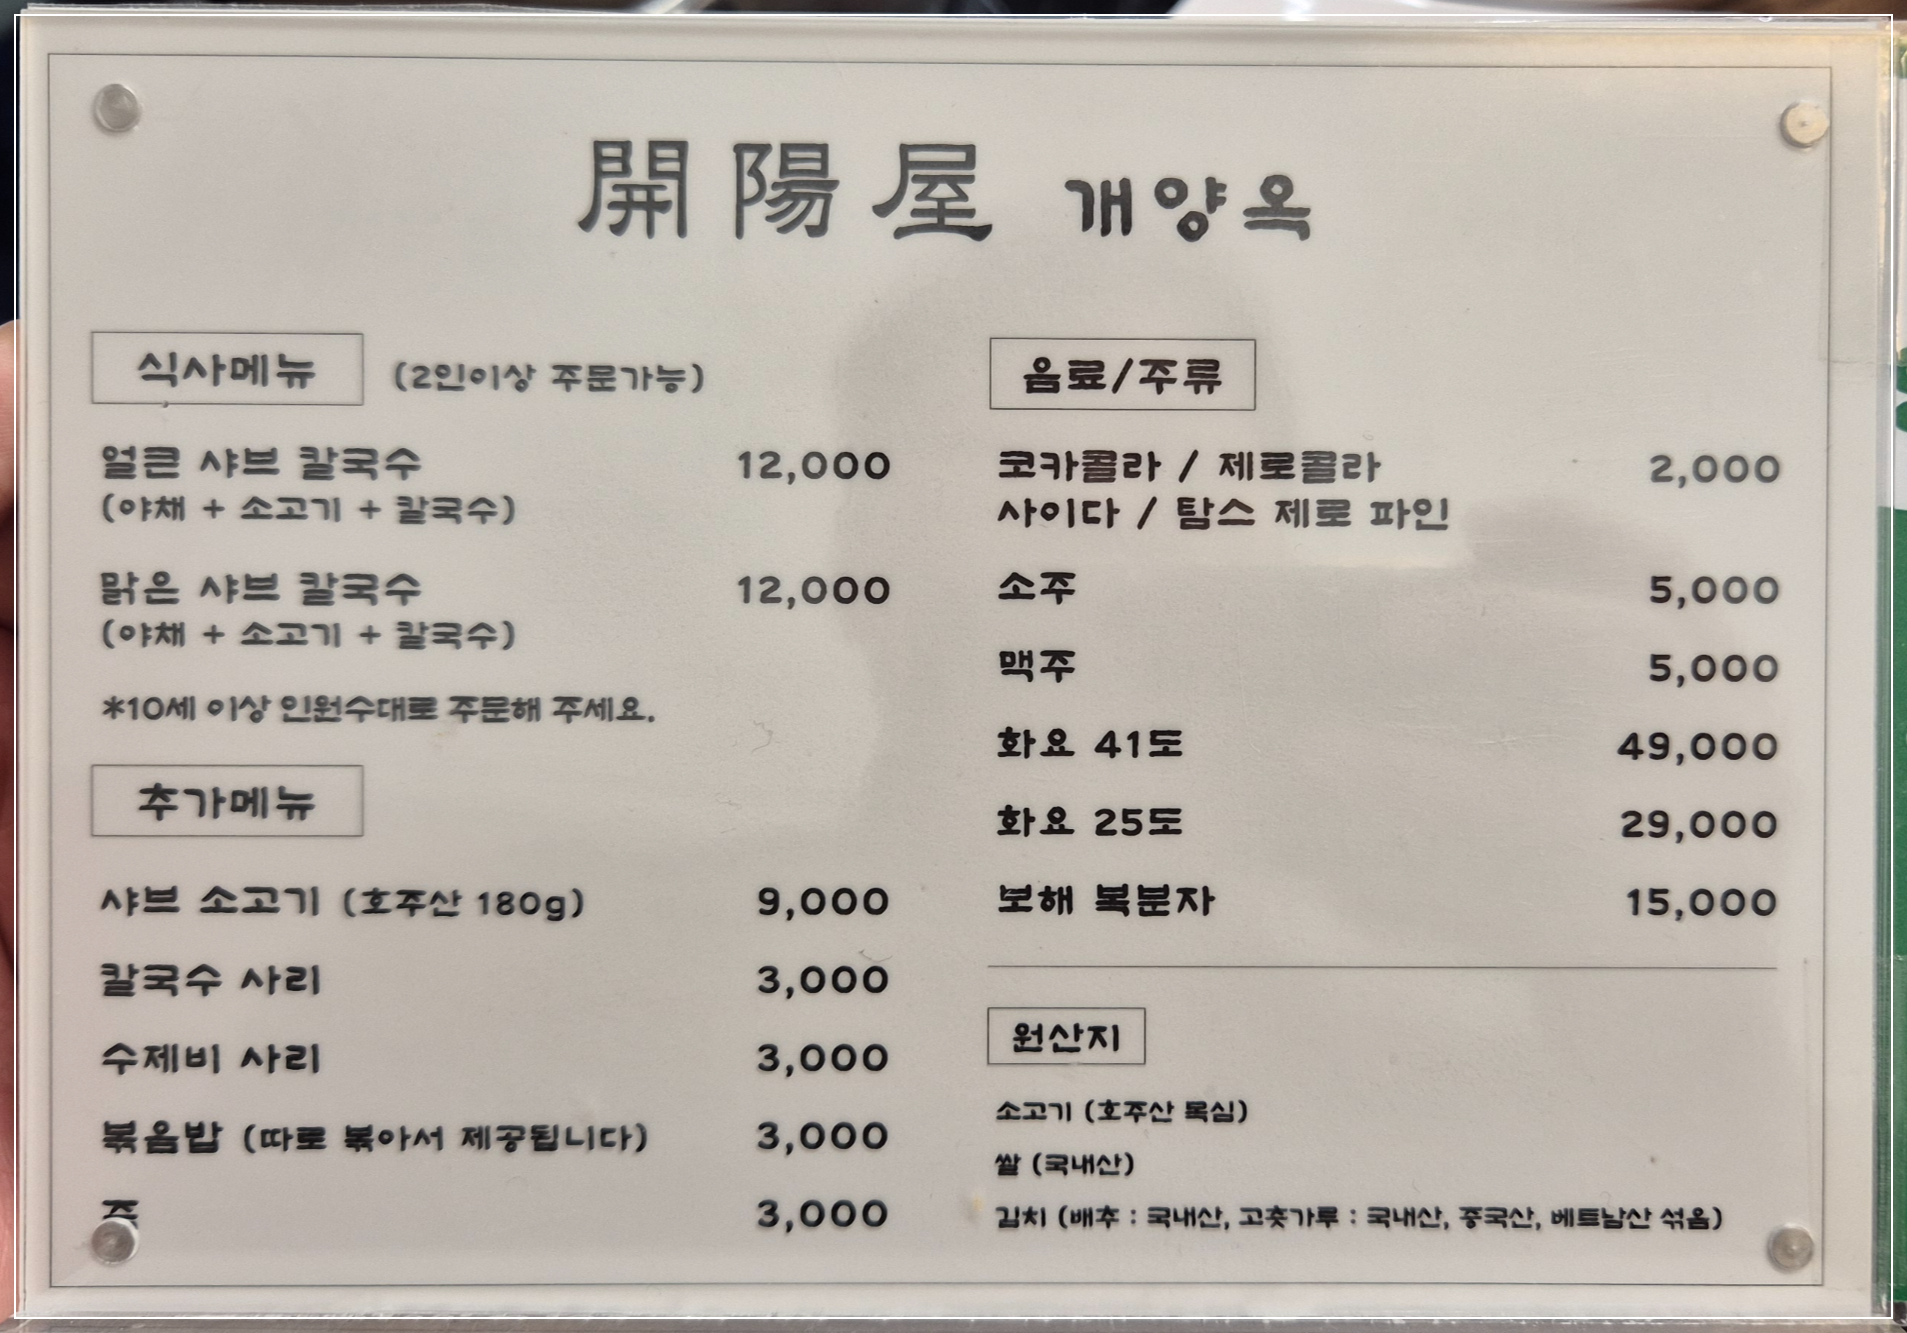 開陽屋 개양옥
식사메뉴 (2인이상 주문가능)
얼큰 샤브 칼국수 12,000
(야채 + 소고기 + 칼국수)
맑은 샤브 칼국수 12,000
(야채 + 소고기 + 칼국수)
*10세 이상 인원수대로 주문해 주세요.
추가메뉴
샤브 소고기 (호주산 180g) 9,000
칼국수 사리 3,000
수제비 사리 3,000
볶음밥 (따로 볶아서 제공됩니다) 3,000
죽 3,000
음료/주류
코카콜라 / 제로콜라 2,000
사이다 / 탐스 제로 파인
소주 5,000
맥주 5,000
화요 41도 49,000
화요 25도 29,000
보해 복분자 15,000
원산지
소고기 (호주산 목심)
쌀 (국내산)
김치 (배추 : 국내산, 고춧가루 : 국내산, 중국산, 베트남산 섞음)